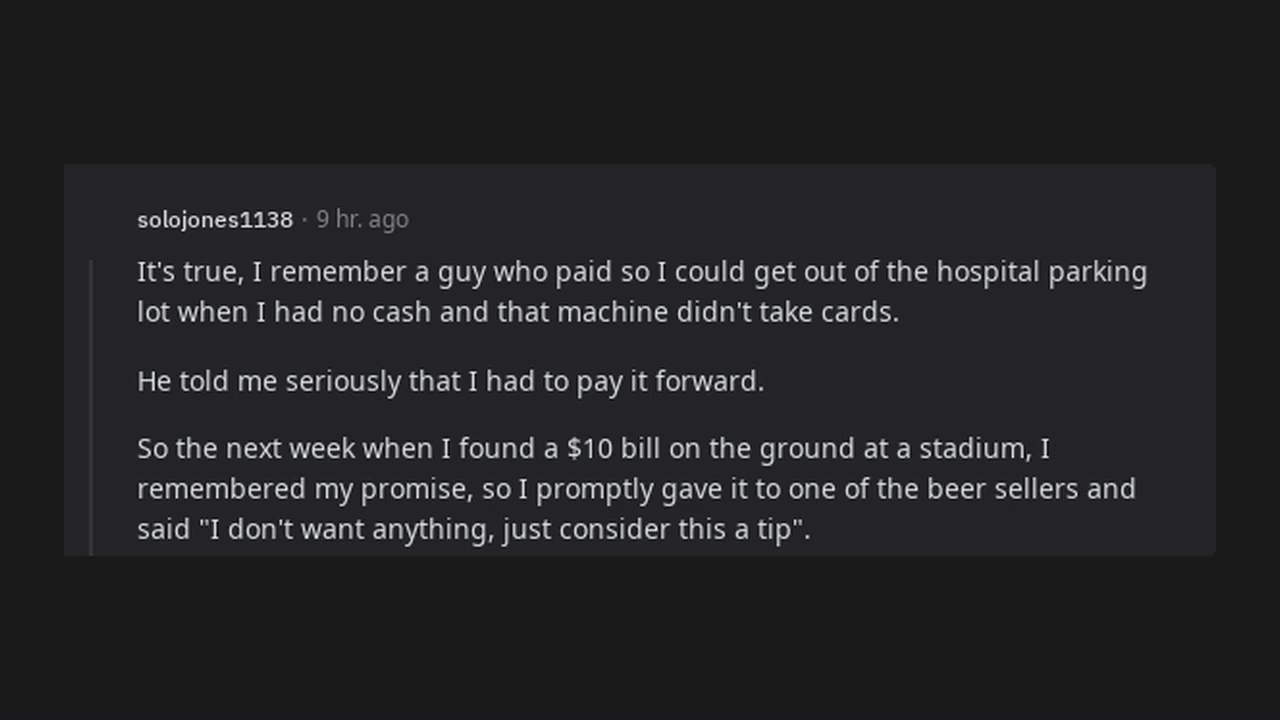 solojones1138 · 9 hr. ago
It's true, I remember a guy who paid so I could get out of the hospital parking
lot when I had no cash and that machine didn't take cards.
He told me seriously that I had to pay it forward.
So the next week when I found a $10 bill on the ground at a stadium, I
remembered my promise, so I promptly gave it to one of the beer sellers and
said "I don't want anything, just consider this a tip".